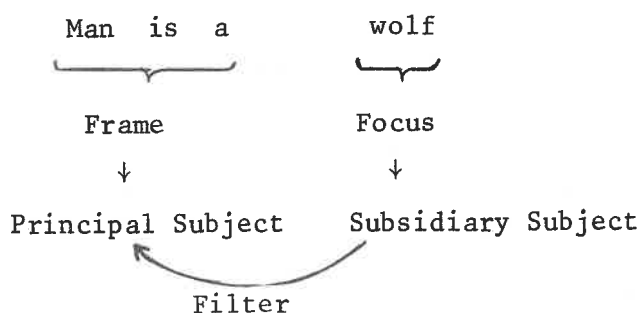 Man is a wolf
Frame Focus
↓ ↓
Principal Subject Subsidiary Subject
Filter